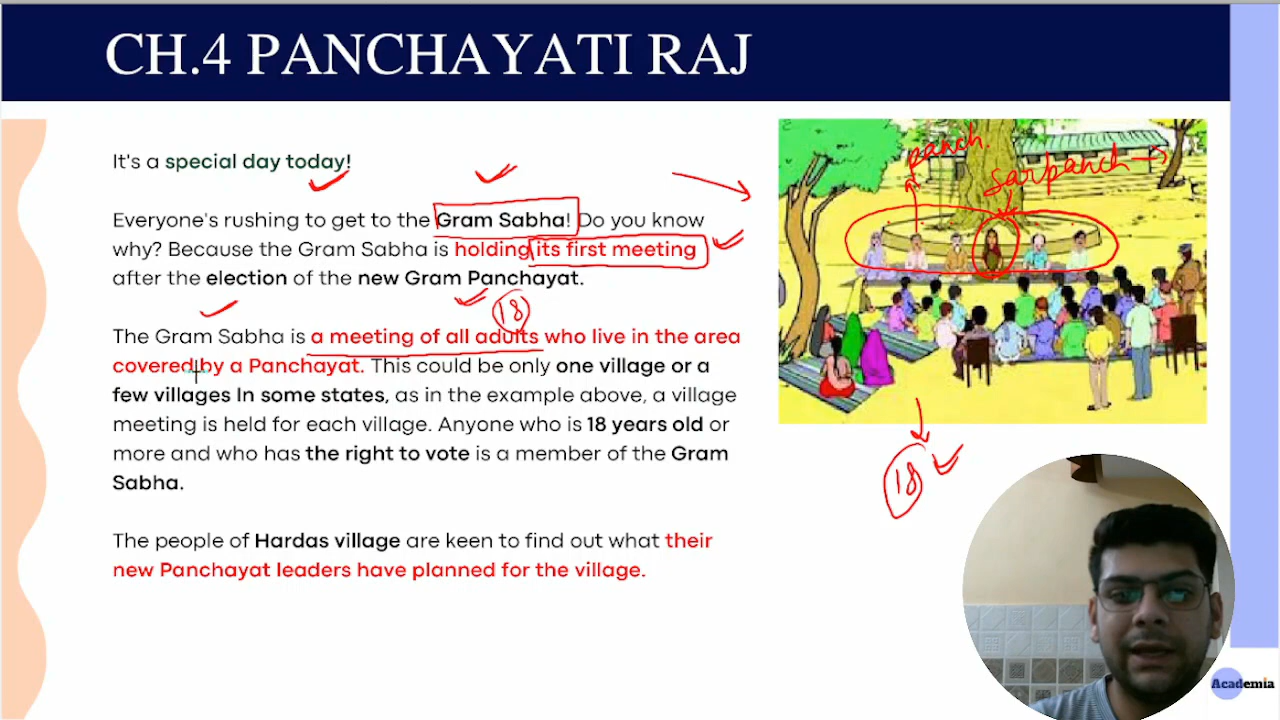 CH.4 PANCHAYATI RAJ
It's a special day today!
Everyone's rushing to get to the Gram Sabha! Do you know
why? Because the Gram Sabha is holding its first meeting
after the election of the new Gram Panchayat.
18
The Gram Sabha is a meeting of all adults who live in the area
covered by a Panchayat. This could be only one village or a
few villages In some states, as in the example above, a village
meeting is held for each village. Anyone who is 18 years old or
more and who has the right to vote is a member of the Gram
Sabha.
The people of Hardas village are keen to find out what their
new Panchayat leaders have planned for the village.
panch
sarpanch
18
Academia